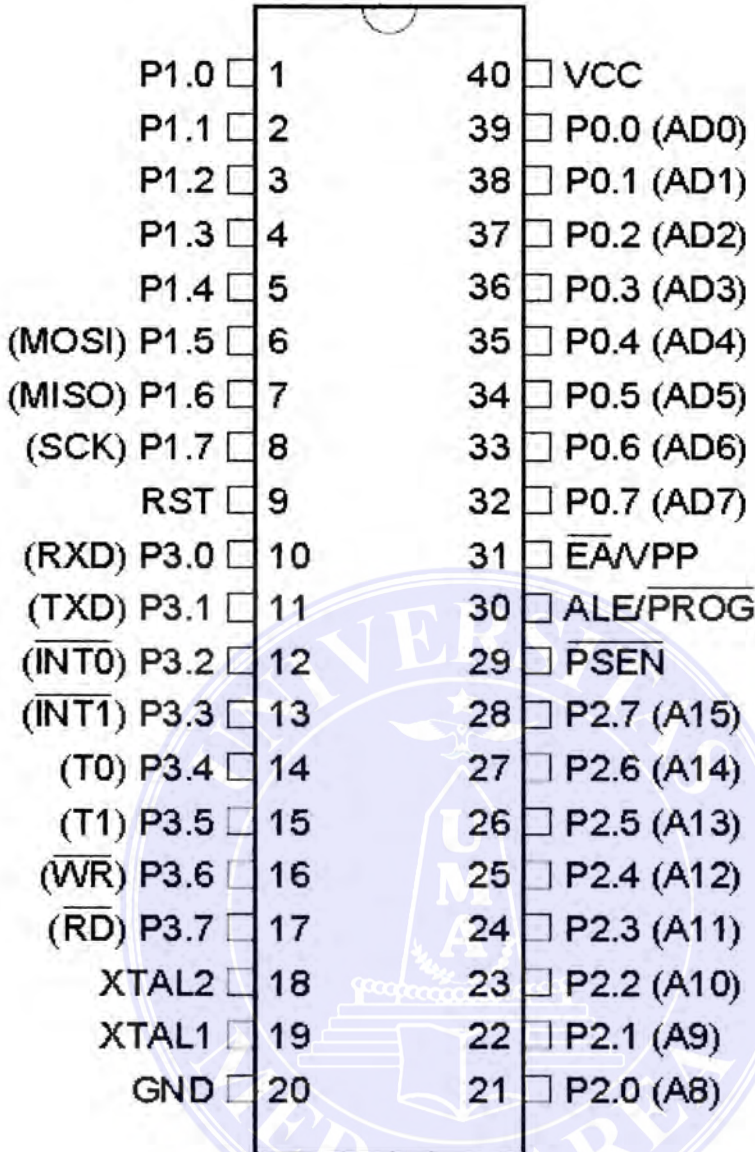 P1.0 1 40 VCC
P1.1 2 39 P0.0 (AD0)
P1.2 3 38 P0.1 (AD1)
P1.3 4 37 P0.2 (AD2)
P1.4 5 36 P0.3 (AD3)
(MOSI) P1.5 6 35 P0.4 (AD4)
(MISO) P1.6 7 34 P0.5 (AD5)
(SCK) P1.7 8 33 P0.6 (AD6)
RST 9 32 P0.7 (AD7)
(RXD) P3.0 10 31 E̅A̅/VPP
(TXD) P3.1 11 30 ALE/P̅R̅O̅G̅
(I̅N̅T̅0̅) P3.2 12 29 P̅S̅E̅N̅
(I̅N̅T̅1̅) P3.3 13 28 P2.7 (A15)
(T0) P3.4 14 27 P2.6 (A14)
(T1) P3.5 15 26 P2.5 (A13)
(W̅R̅) P3.6 16 25 P2.4 (A12)
(R̅D̅) P3.7 17 24 P2.3 (A11)
XTAL2 18 23 P2.2 (A10)
XTAL1 19 22 P2.1 (A9)
GND 20 21 P2.0 (A8)
UNIVERSITAS
UMA
MEDAN AREA